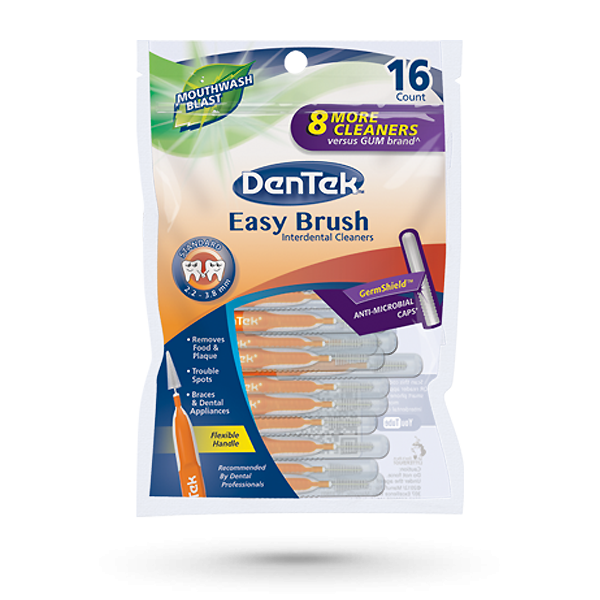 MOUTHWASH
BLAST
16
Count
8 MORE
CLEANERS
versus GUM brand^
DenTek™
Easy Brush
Interdental Cleaners
STANDARD
2.2 - 3.8 mm
GermShield™
ANTI-MICROBIAL
CAPS*
• Removes
Food &
Plaque
• Trouble
Spots
• Braces
& Dental
Appliances
Flexible
Handle
Recommended
By Dental
Professionals
Tek